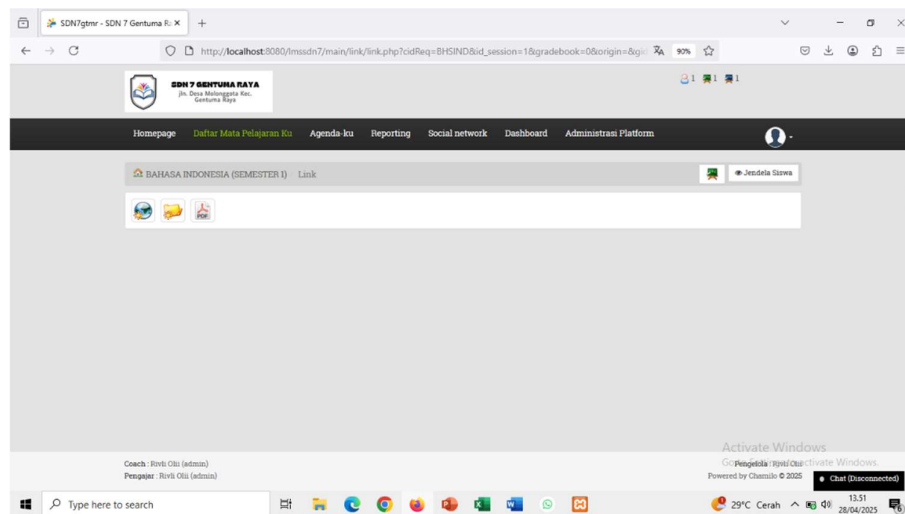 SDN7gtmr - SDN 7 Gentuma Ra
http://localhost:8080/lmssdn7/main/link/link.php?cidReq=BHSIND&id_session=1&gradebook=0&origin=&gid
90%
SDN 7 GENTUMA RAYA
jln. Desa Molonggota Kec.
Gentuma Raya
1 1 1
Homepage Daftar Mata Pelajaran Ku Agenda-ku Reporting Social network Dashboard Administrasi Platform
BAHASA INDONESIA (SEMESTER 1) Link
Jendela Siswa
PDF
Activate Windows
Coach : Rivli Olii (admin)
Pengajar : Rivli Olii (admin)
Pengelola :
Powered by Chamilo © 2025
Chat (Disconnected)
Type here to search
29°C Cerah
13.51
28/04/2025
6